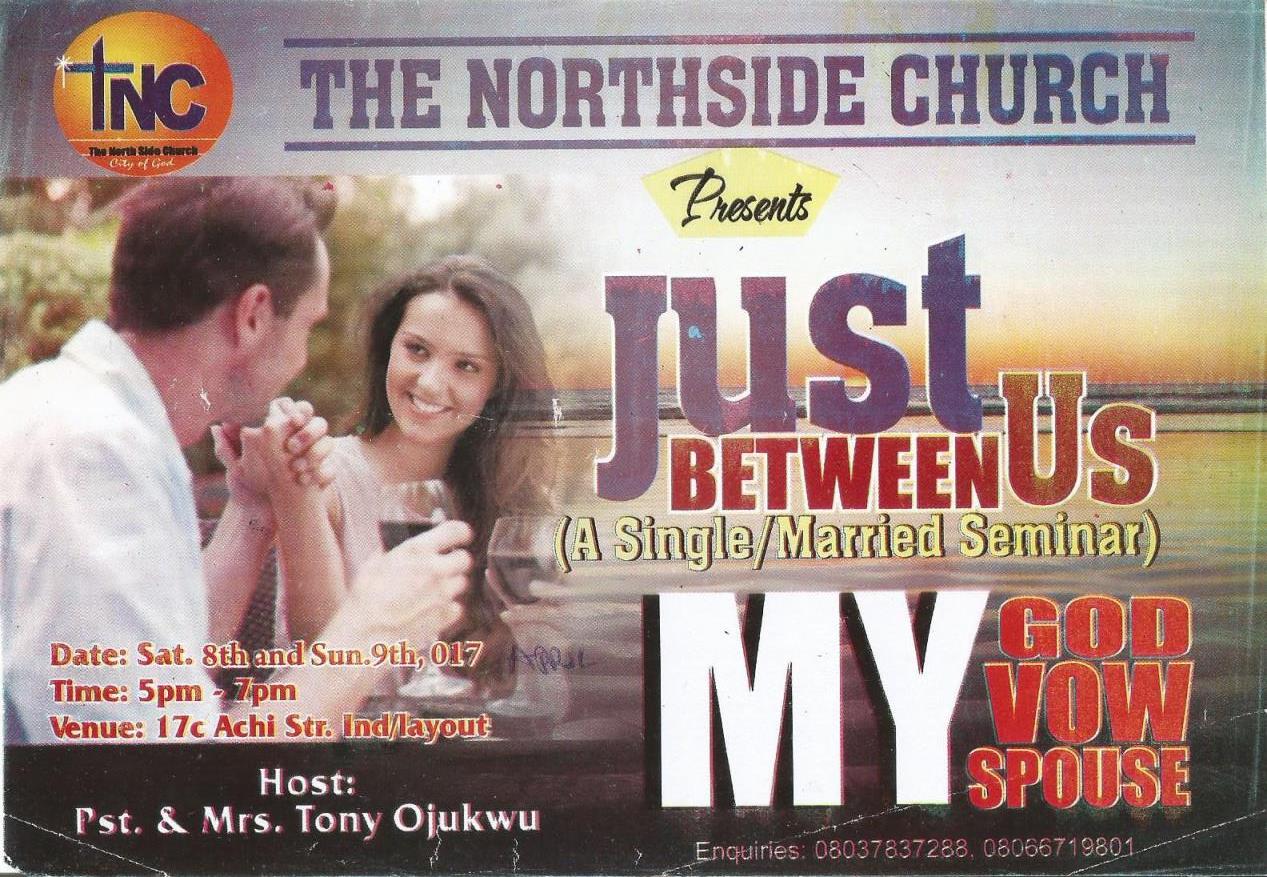 TNC
The North Side Church
City of God
THE NORTHSIDE CHURCH
Presents
Just
BETWEEN Us
(A Single/Married Seminar)
MY
GOD
VOW
SPOUSE
Date: Sat. 8th and Sun.9th, 017 APRIL
Time: 5pm - 7pm
Venue: 17c Achi Str. Ind/layout
Host:
Pst. & Mrs. Tony Ojukwu
Enquiries: 08037837288, 08066719801